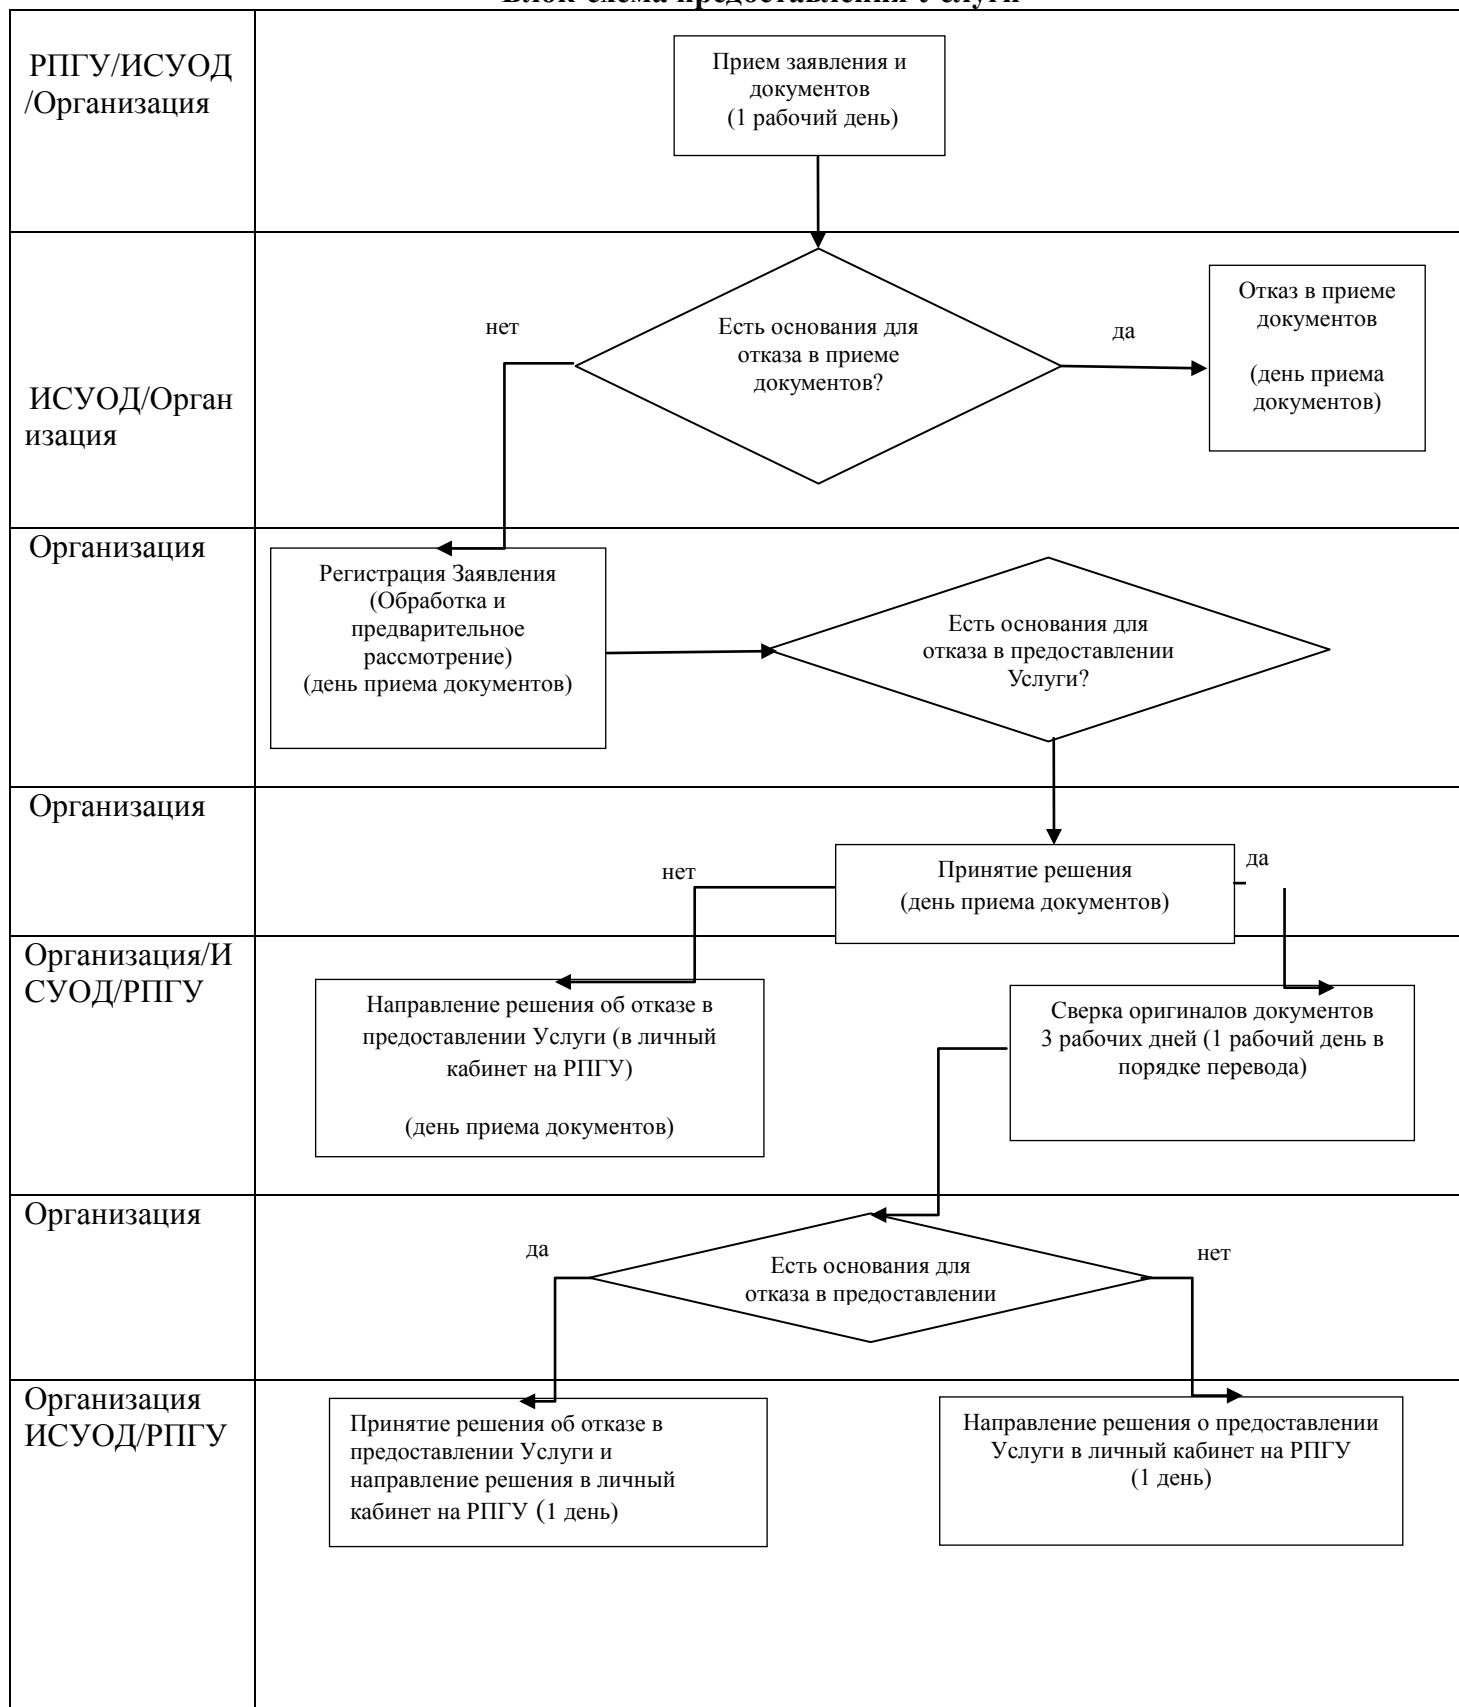 Блок-схема предоставления Услуги
РПГУ/ИСУОД
/Организация
Прием заявления и
документов
(1 рабочий день)
ИСУОД/Орган
изация
нет
Есть основания для
отказа в приеме
документов?
да
Отказ в приеме
документов
(день приема
документов)
Организация
Регистрация Заявления
(Обработка и
предварительное
рассмотрение)
(день приема документов)
Есть основания для
отказа в предоставлении
Услуги?
Организация
нет
Принятие решения
(день приема документов)
да
Организация/И
СУОД/РПГУ
Направление решения об отказе в
предоставлении Услуги (в личный
кабинет на РПГУ)
(день приема документов)
Сверка оригиналов документов
3 рабочих дней (1 рабочий день в
порядке перевода)
Организация
да
Есть основания для
отказа в предоставлении
нет
Организация
ИСУОД/РПГУ
Принятие решения об отказе в
предоставлении Услуги и
направление решения в личный
кабинет на РПГУ (1 день)
Направление решения о предоставлении
Услуги в личный кабинет на РПГУ
(1 день)